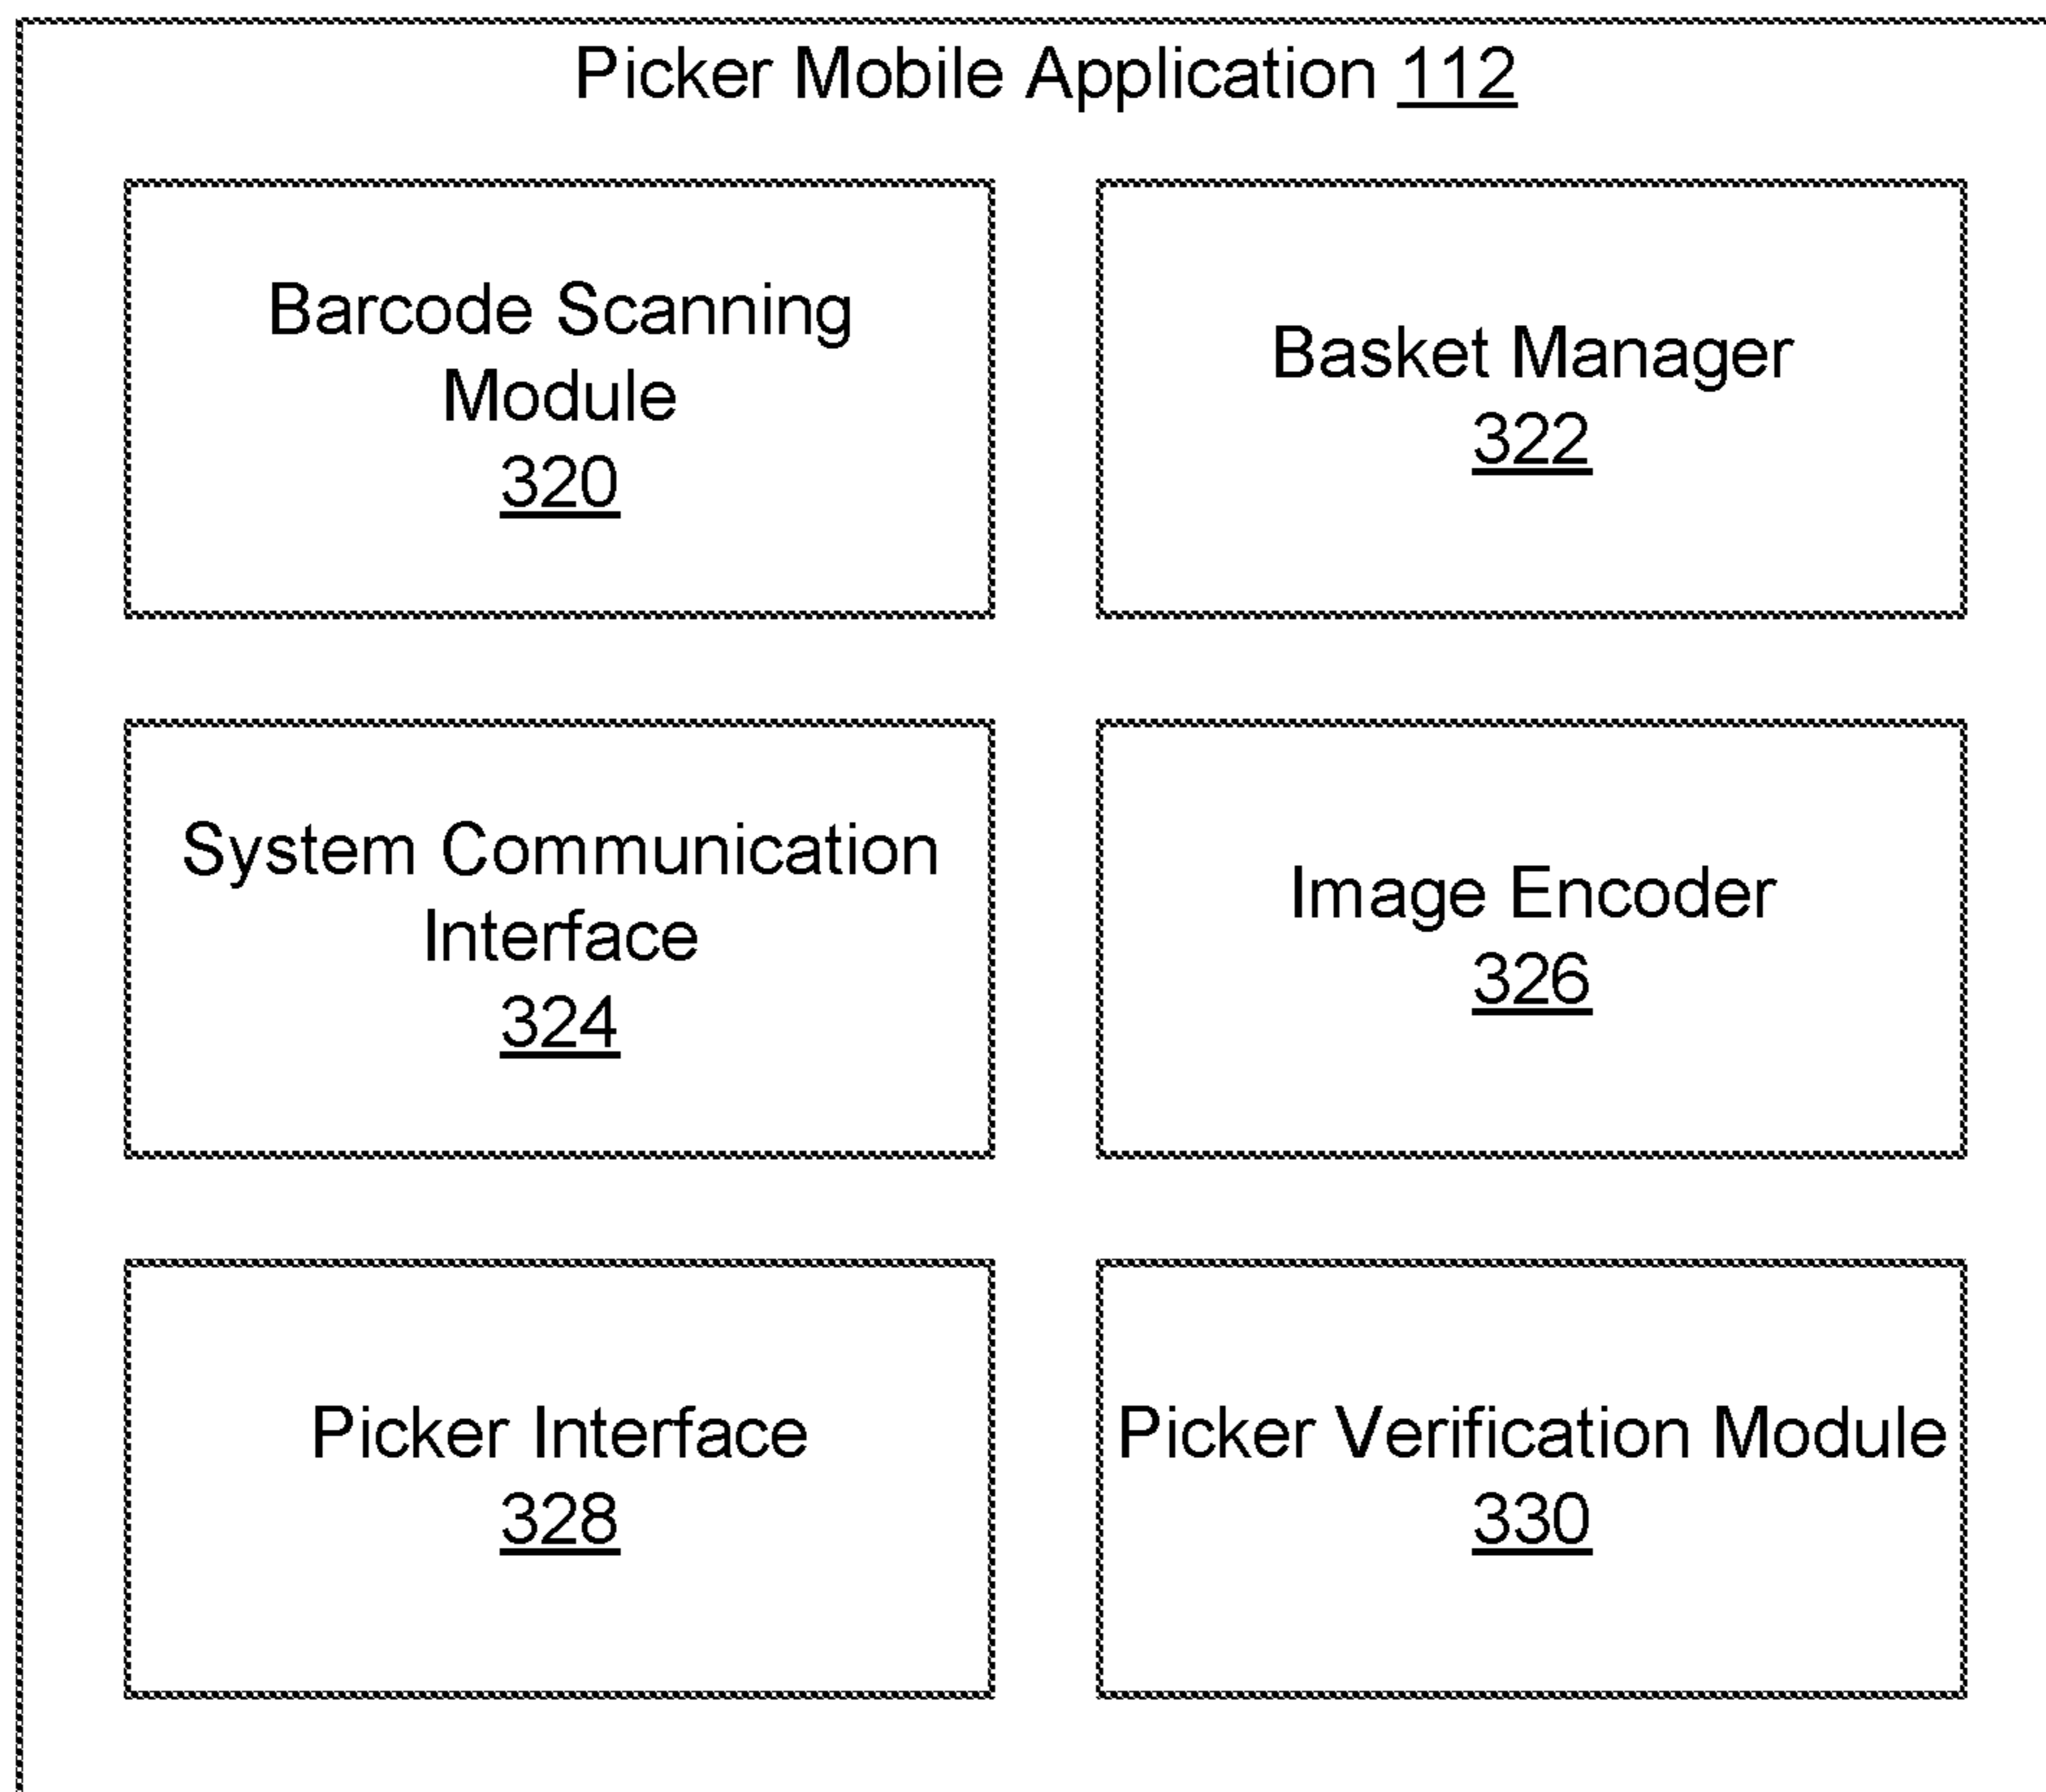 Picker Mobile Application 112
Barcode Scanning
Module
320
Basket Manager
322
System Communication
Interface
324
Image Encoder
326
Picker Interface
328
Picker Verification Module
330